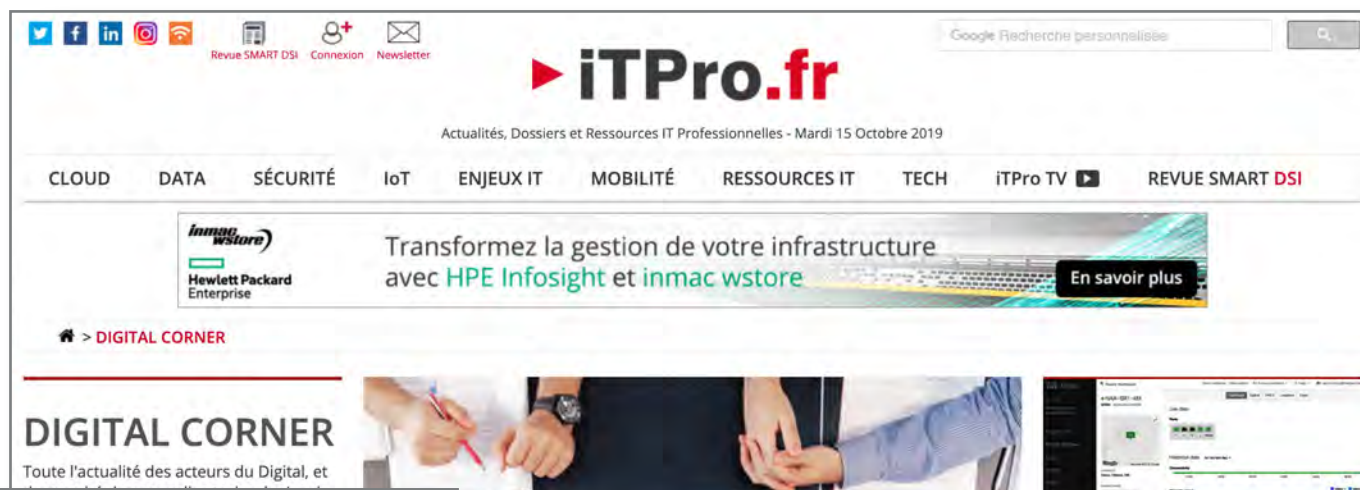 Revue SMART DSI Connexion Newsletter
Google Recherche personnalisée
iTPro.fr
Actualités, Dossiers et Ressources IT Professionnelles - Mardi 15 Octobre 2019
CLOUD DATA SÉCURITÉ IoT ENJEUX IT MOBILITÉ RESSOURCES IT TECH iTPro TV REVUE SMART DSI
inmac wstore
Hewlett Packard
Enterprise
Transformez la gestion de votre infrastructure
avec HPE Infosight et inmac wstore
En savoir plus
> DIGITAL CORNER
DIGITAL CORNER
Toute l'actualité des acteurs du Digital, et